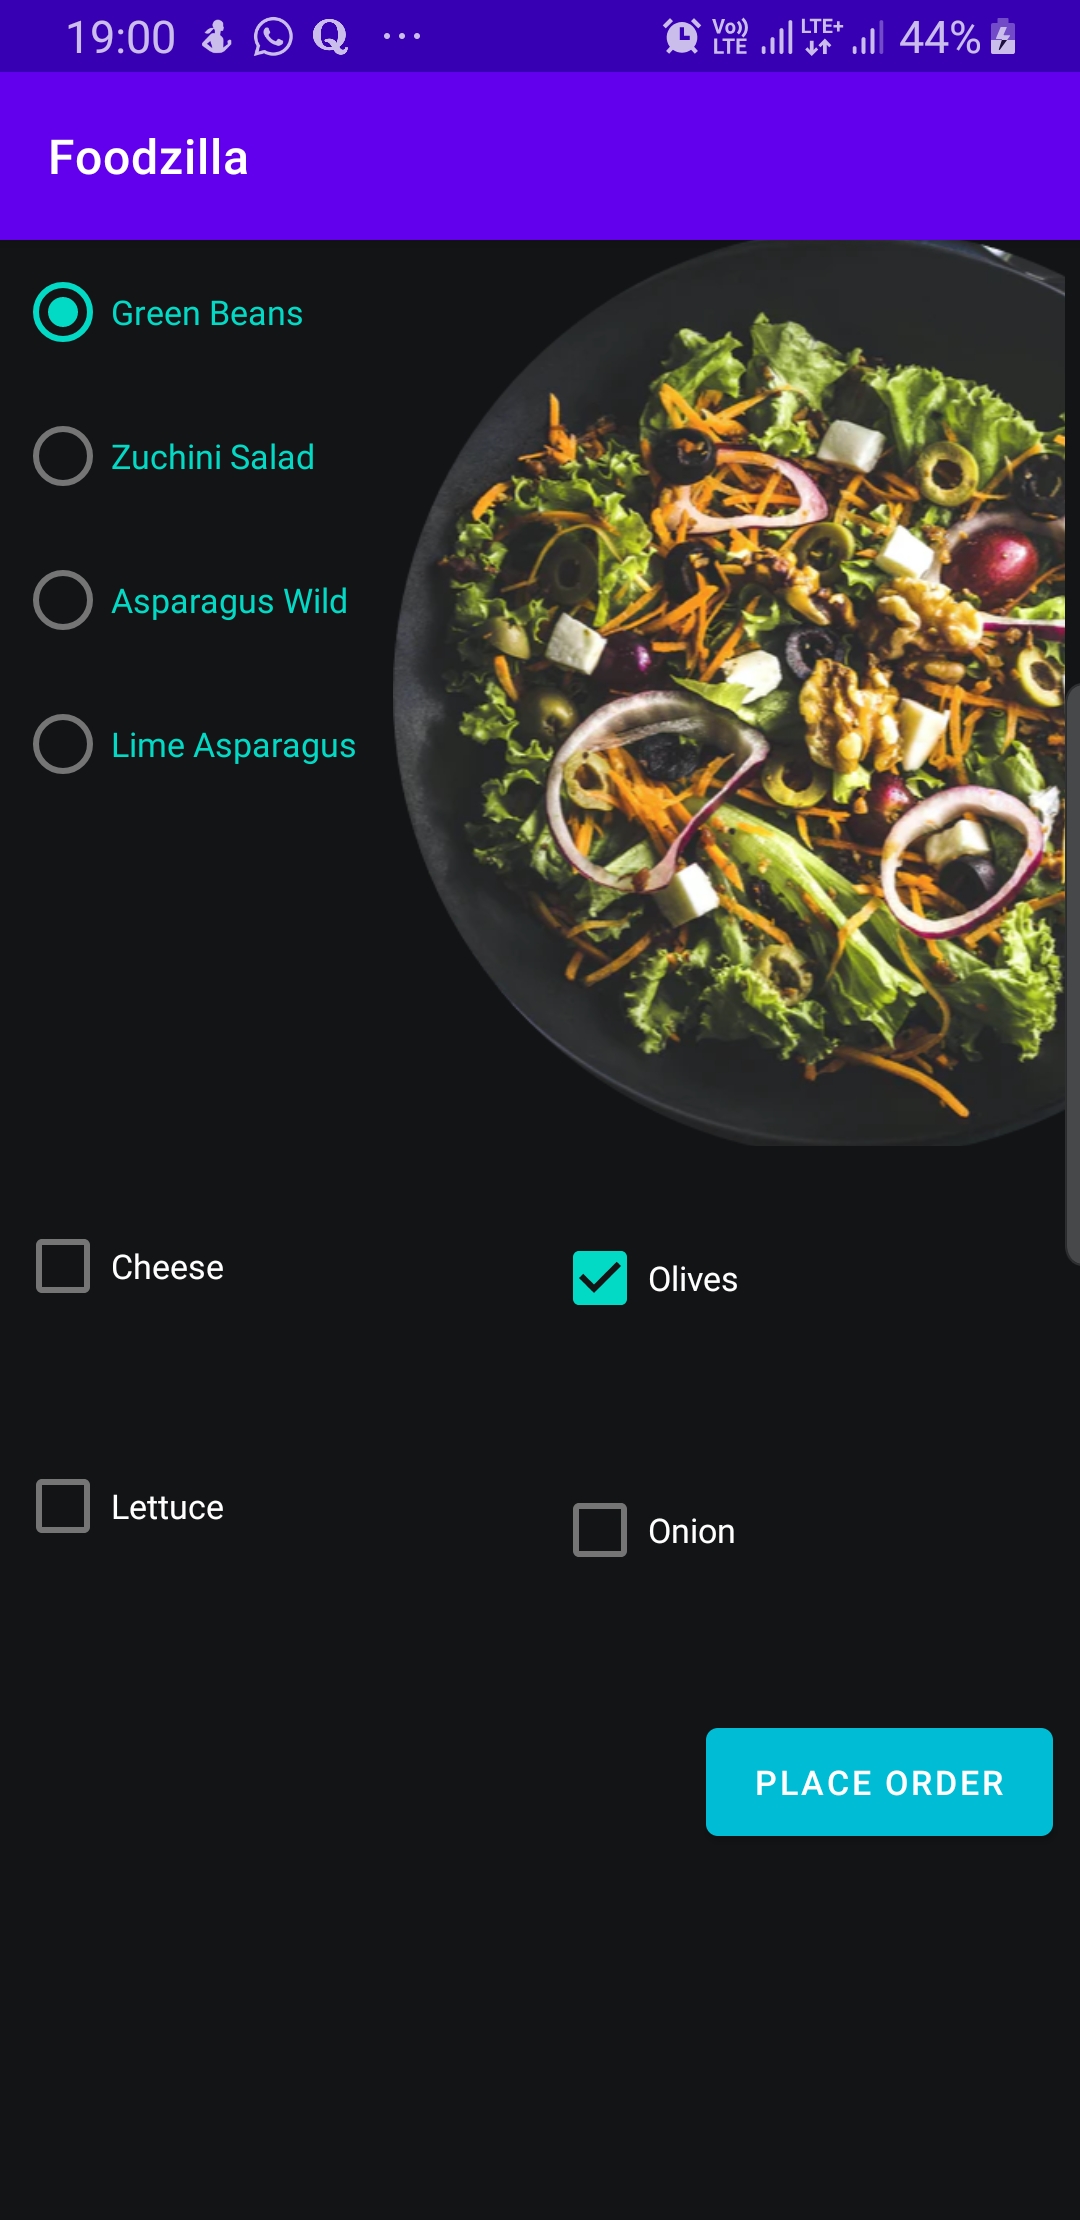 19:00 Q ... Vo)) LTE LTE+ 44%
Foodzilla
Green Beans
Zuchini Salad
Asparagus Wild
Lime Asparagus
Cheese
Olives
Lettuce
Onion
PLACE ORDER